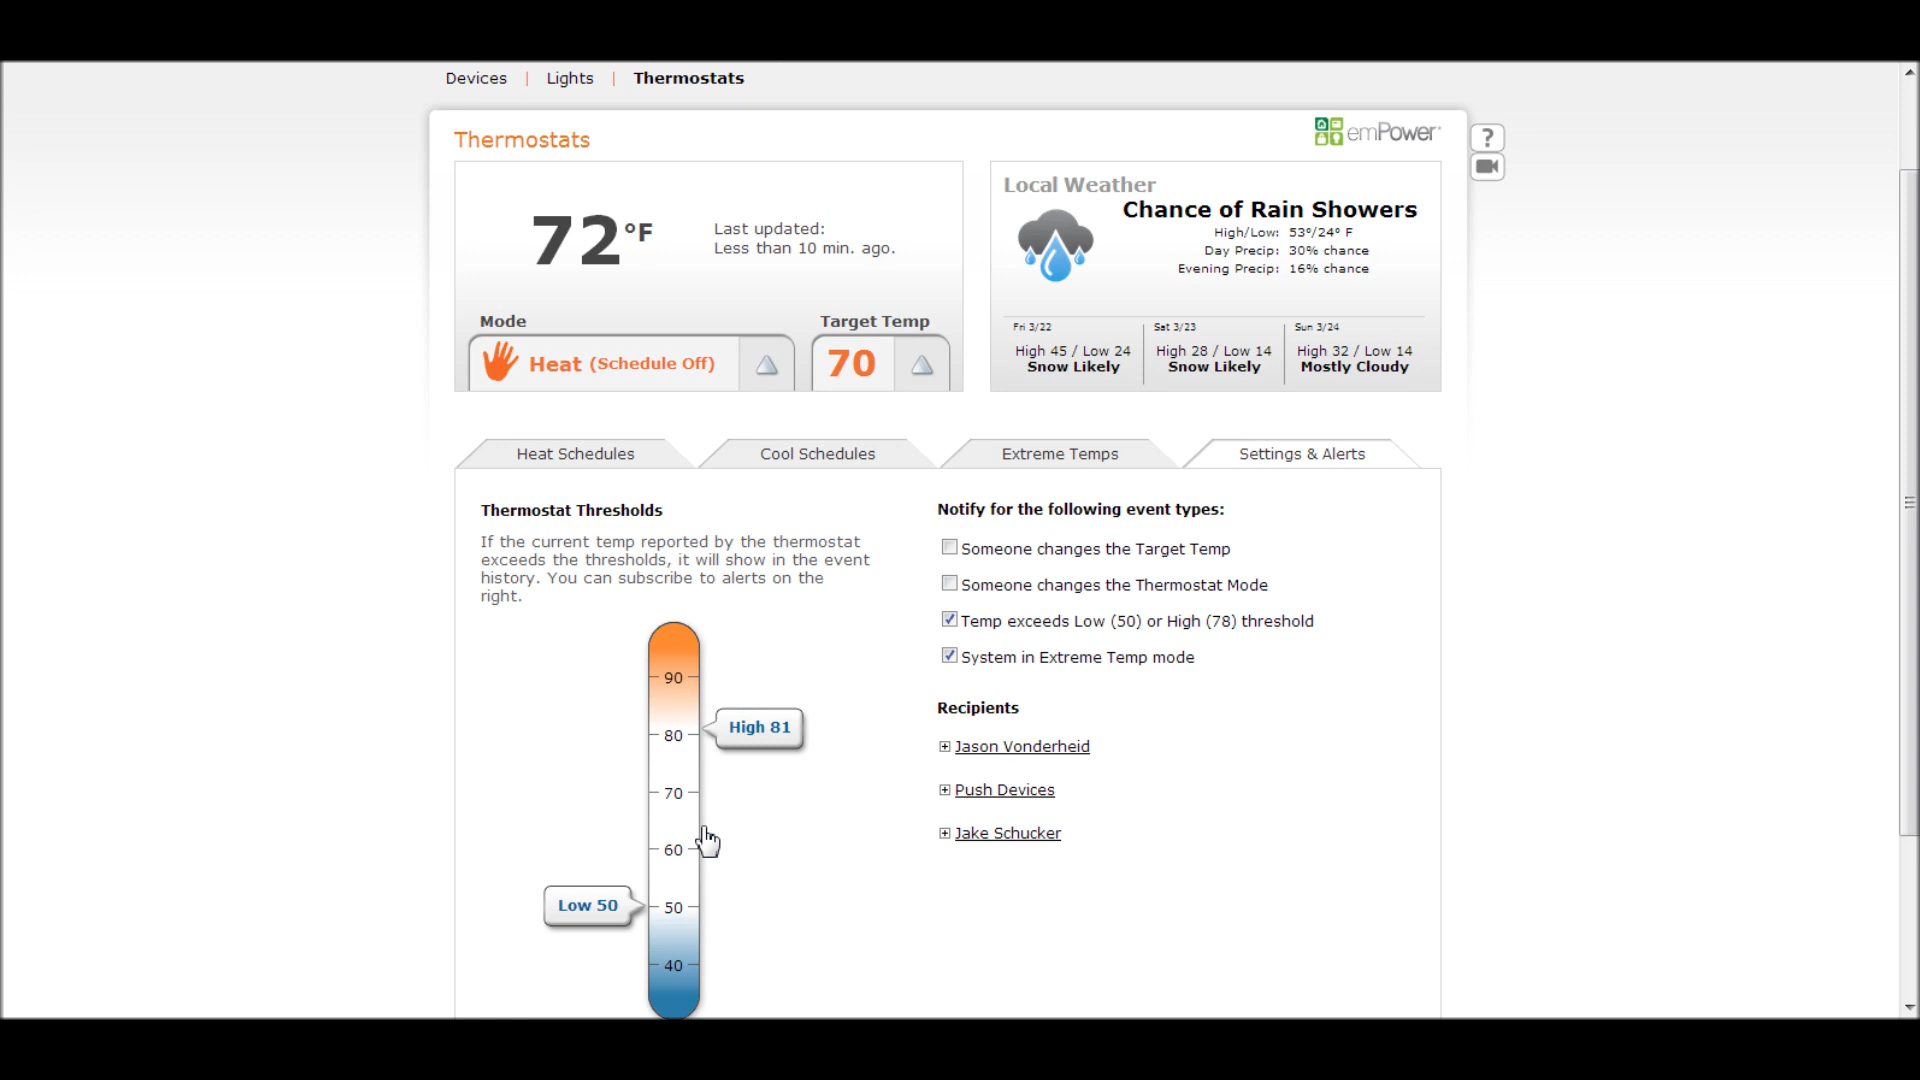 Devices | Lights | Thermostats
Thermostats
emPower
?
72°F
Last updated:
Less than 10 min. ago.
Mode
Target Temp
Heat (Schedule Off)
70
Local Weather
Chance of Rain Showers
High/Low: 53°/24° F
Day Precip: 30% chance
Evening Precip: 16% chance
Fri 3/22
High 45 / Low 24
Snow Likely
Sat 3/23
High 28 / Low 14
Snow Likely
Sun 3/24
High 32 / Low 14
Mostly Cloudy
Heat Schedules
Cool Schedules
Extreme Temps
Settings & Alerts
Thermostat Thresholds
If the current temp reported by the thermostat
exceeds the thresholds, it will show in the event
history. You can subscribe to alerts on the
right.
90
High 81
80
70
60
Low 50
50
40
Notify for the following event types:
Someone changes the Target Temp
Someone changes the Thermostat Mode
Temp exceeds Low (50) or High (78) threshold
System in Extreme Temp mode
Recipients
Jason Vonderheid
Push Devices
Jake Schucker